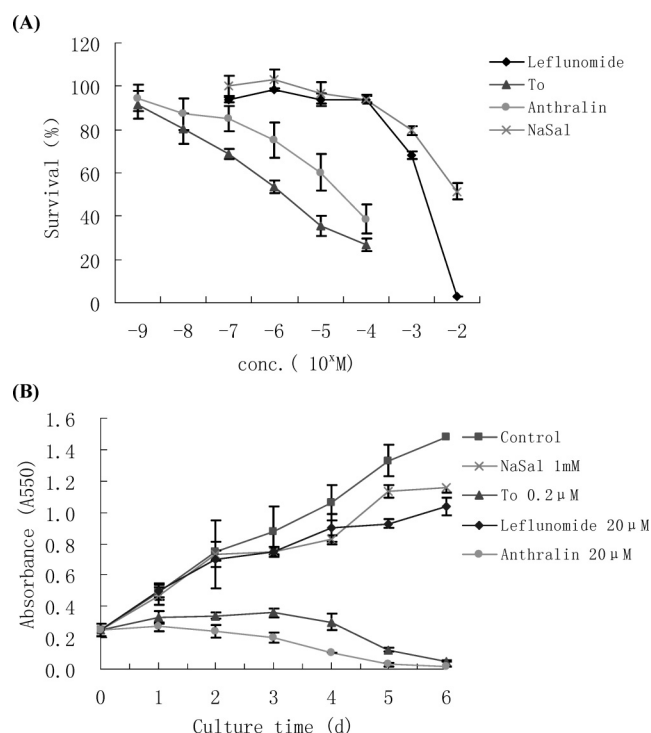 (A)
120
100
80
60
40
20
0
Survival (%)
-9 -8 -7 -6 -5 -4 -3 -2
conc.( 10ˣM)
Leflunomide
To
Anthralin
NaSal
(B)
1.6
1.4
1.2
1.0
0.8
0.6
0.4
0.2
0.0
Absorbance (A550)
0 1 2 3 4 5 6
Culture time (d)
Control
NaSal 1mM
To 0.2μM
Leflunomide 20μM
Anthralin 20μM